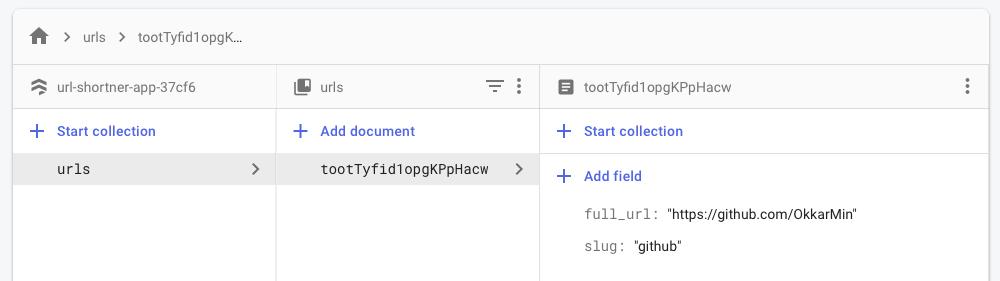 urls tootTyfid1opgK...
url-shortner-app-37cf6
Start collection
urls
urls
Add document
tootTyfid1opgKPpHacw
tootTyfid1opgKPpHacw
Start collection
Add field
full_url: "https://github.com/OkkarMin"
slug: "github"